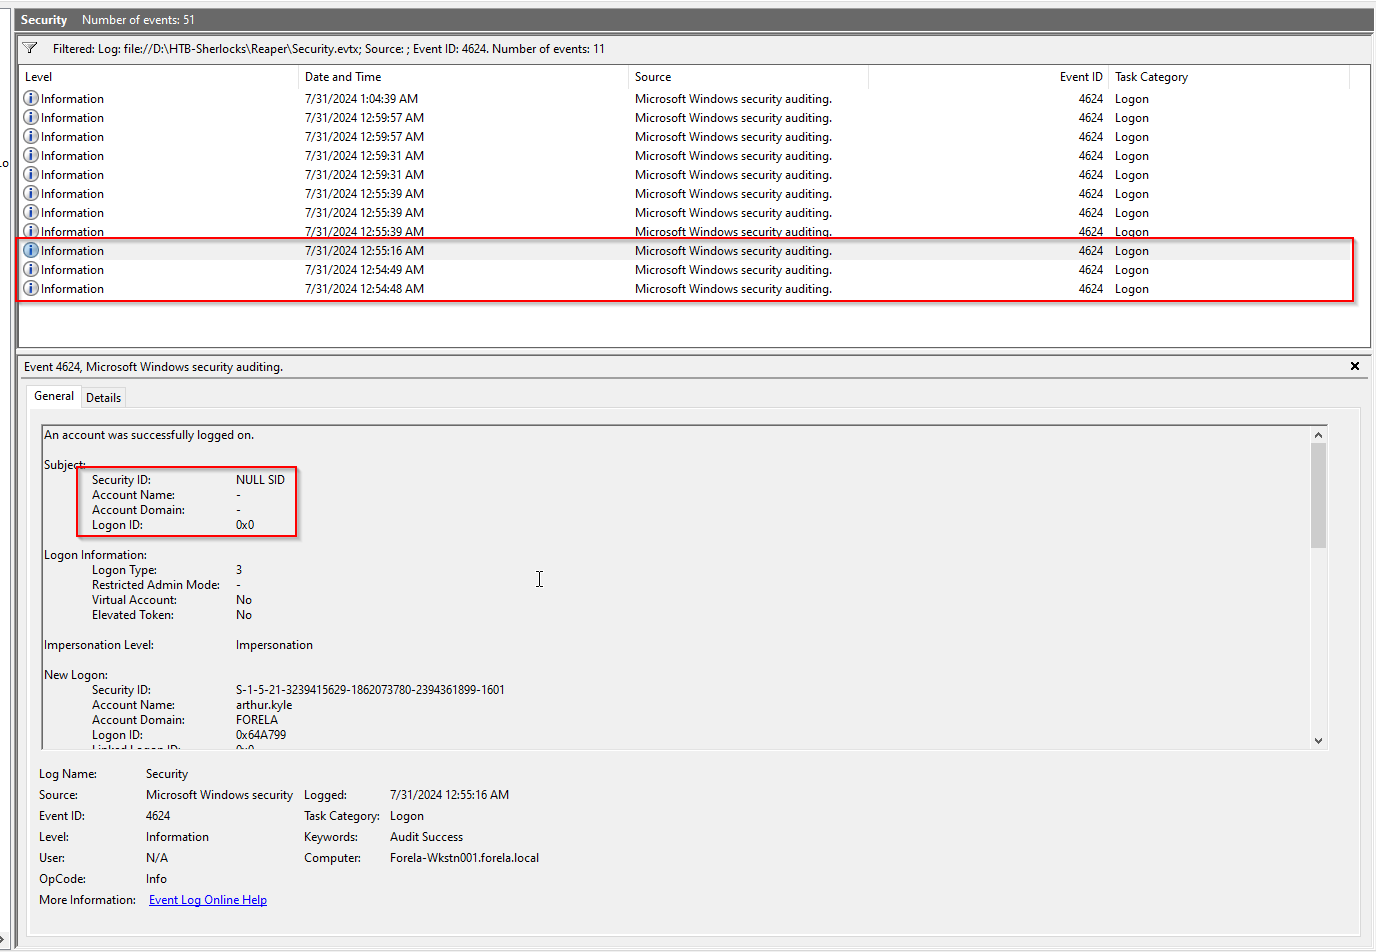 Security Number of events: 51
Filtered: Log: file://D:\HTB-Sherlocks\Reaper\Security.evtx; Source: ; Event ID: 4624. Number of events: 11
Level Date and Time Source Event ID Task Category
Information 7/31/2024 1:04:39 AM Microsoft Windows security auditing. 4624 Logon
Information 7/31/2024 12:59:57 AM Microsoft Windows security auditing. 4624 Logon
Information 7/31/2024 12:59:57 AM Microsoft Windows security auditing. 4624 Logon
Information 7/31/2024 12:59:31 AM Microsoft Windows security auditing. 4624 Logon
Information 7/31/2024 12:59:31 AM Microsoft Windows security auditing. 4624 Logon
Information 7/31/2024 12:55:39 AM Microsoft Windows security auditing. 4624 Logon
Information 7/31/2024 12:55:39 AM Microsoft Windows security auditing. 4624 Logon
Information 7/31/2024 12:55:39 AM Microsoft Windows security auditing. 4624 Logon
Information 7/31/2024 12:55:16 AM Microsoft Windows security auditing. 4624 Logon
Information 7/31/2024 12:54:49 AM Microsoft Windows security auditing. 4624 Logon
Information 7/31/2024 12:54:48 AM Microsoft Windows security auditing. 4624 Logon
Event 4624, Microsoft Windows security auditing.
General Details
An account was successfully logged on.
Subject:
Security ID: NULL SID
Account Name: -
Account Domain: -
Logon ID: 0x0
Logon Information:
Logon Type: 3
Restricted Admin Mode: -
Virtual Account: No
Elevated Token: No
Impersonation Level: Impersonation
New Logon:
Security ID: S-1-5-21-3239415629-1862073780-2394361899-1601
Account Name: arthur.kyle
Account Domain: FORELA
Logon ID: 0x64A799
Linked Logon ID: 0x0
Log Name: Security
Source: Microsoft Windows security Logged: 7/31/2024 12:55:16 AM
Event ID: 4624 Task Category: Logon
Level: Information Keywords: Audit Success
User: N/A Computer: Forela-Wkstn001.forela.local
OpCode: Info
More Information: Event Log Online Help